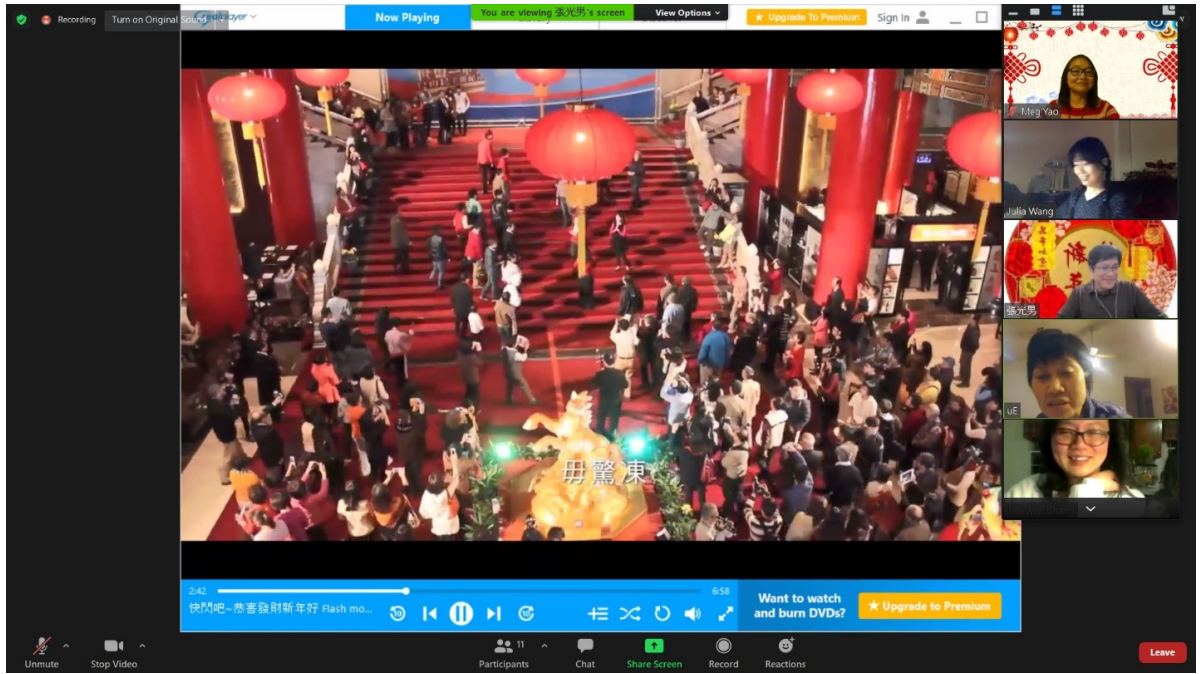 Recording
Turn on Original Sound
Now Playing
You are viewing 張光男's screen
View Options
Upgrade To Premium
Sign In
Meg Yao
Julia Wang
張光男
uE
毋驚凍
2:42
6:58
快閃吧~恭喜發財新年好 Flash mo...
10
10
Want to watch
and burn DVDs?
Upgrade to Premium
Unmute
Stop Video
Participants
11
Chat
Share Screen
Record
Reactions
Leave